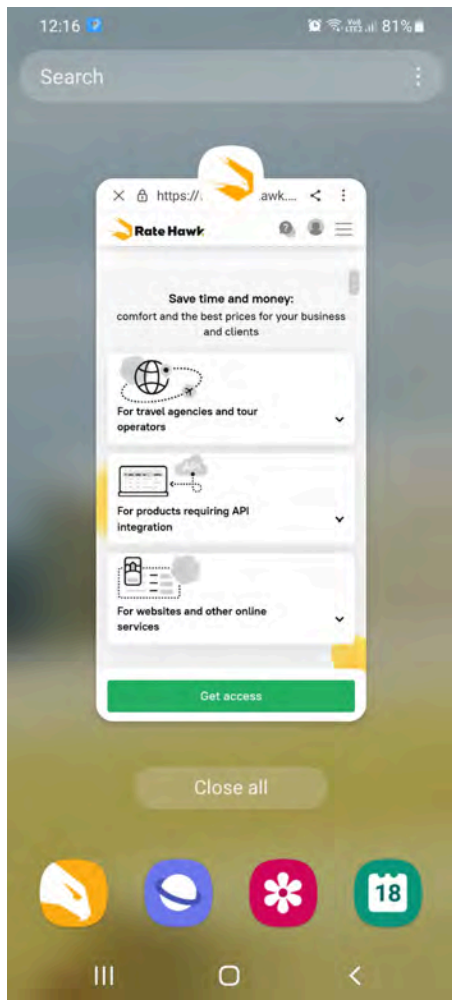 12:16
81%
Search
https://
awk....
Rate Hawk
Save time and money:
comfort and the best prices for your business
and clients
For travel agencies and tour
operators
API
For products requiring API
integration
For websites and other online
services
Get access
Close all
18